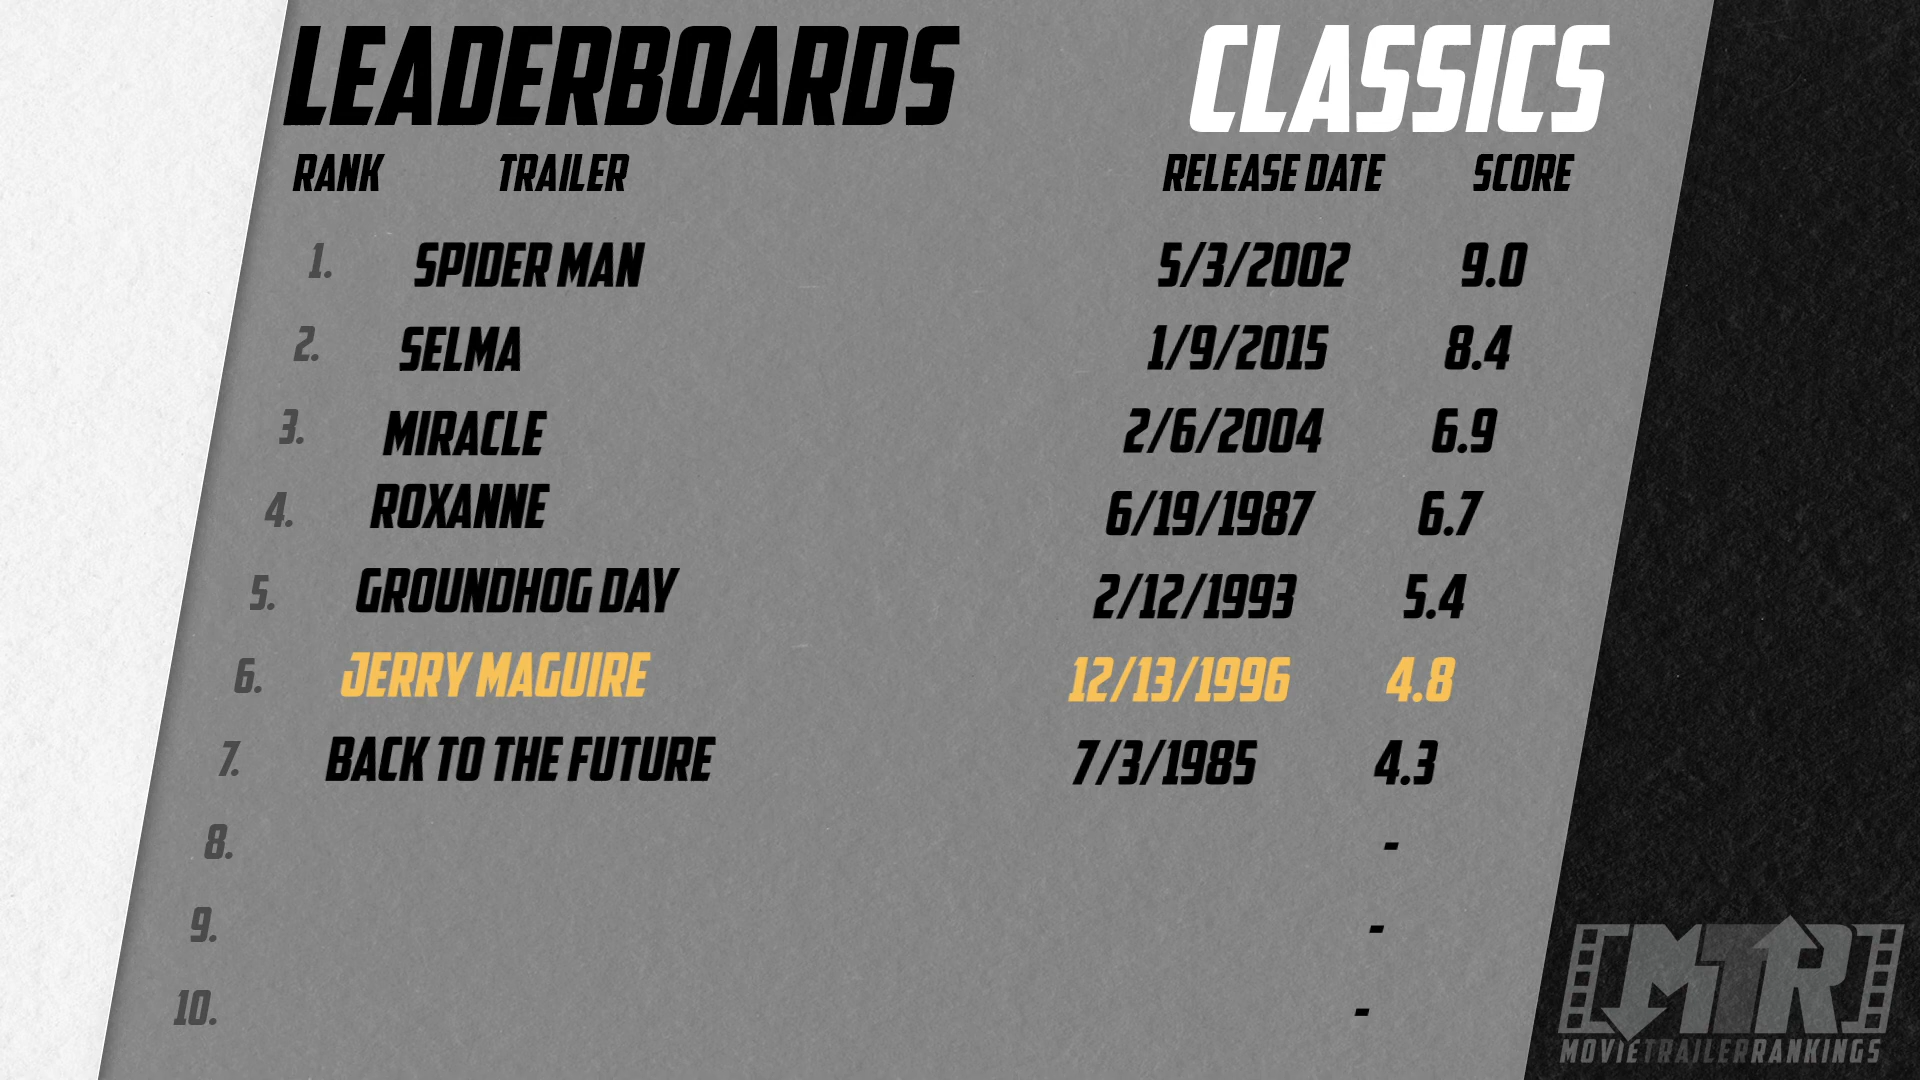 LEADERBOARDS CLASSICS
RANK TRAILER RELEASE DATE SCORE
1. SPIDER MAN 5/3/2002 9.0
2. SELMA 1/9/2015 8.4
3. MIRACLE 2/6/2004 6.9
4. ROXANNE 6/19/1987 6.7
5. GROUNDHOG DAY 2/12/1993 5.4
6. JERRY MAGUIRE 12/13/1996 4.8
7. BACK TO THE FUTURE 7/3/1985 4.3
8. -
9. -
10. -
MTR
MOVIETRAILERRANKINGS